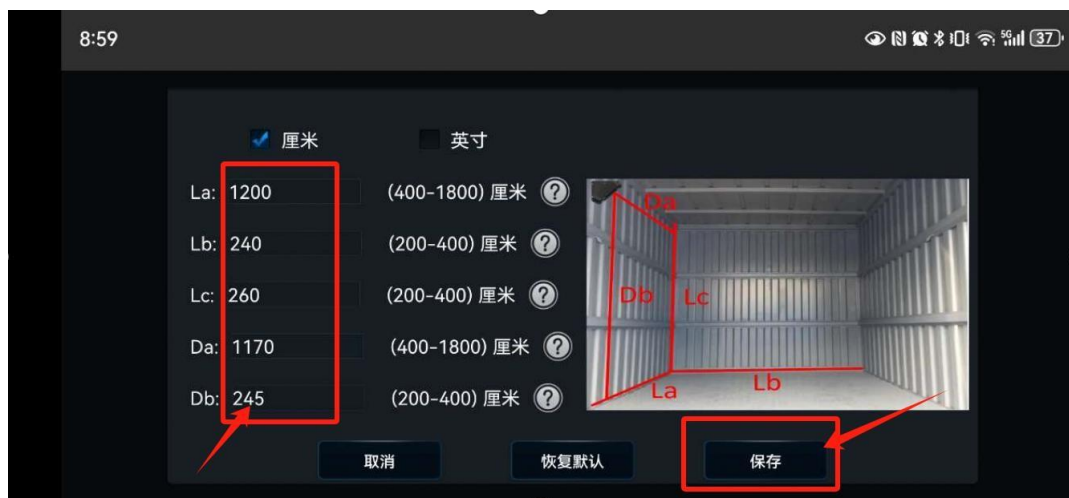 8:59
5G 37
厘米 英寸
La: 1200 (400-1800) 厘米 ?
Lb: 240 (200-400) 厘米 ?
Lc: 260 (200-400) 厘米 ?
Da: 1170 (400-1800) 厘米 ?
Db: 245 (200-400) 厘米 ?
Da
Db Lc
La Lb
取消 恢复默认 保存